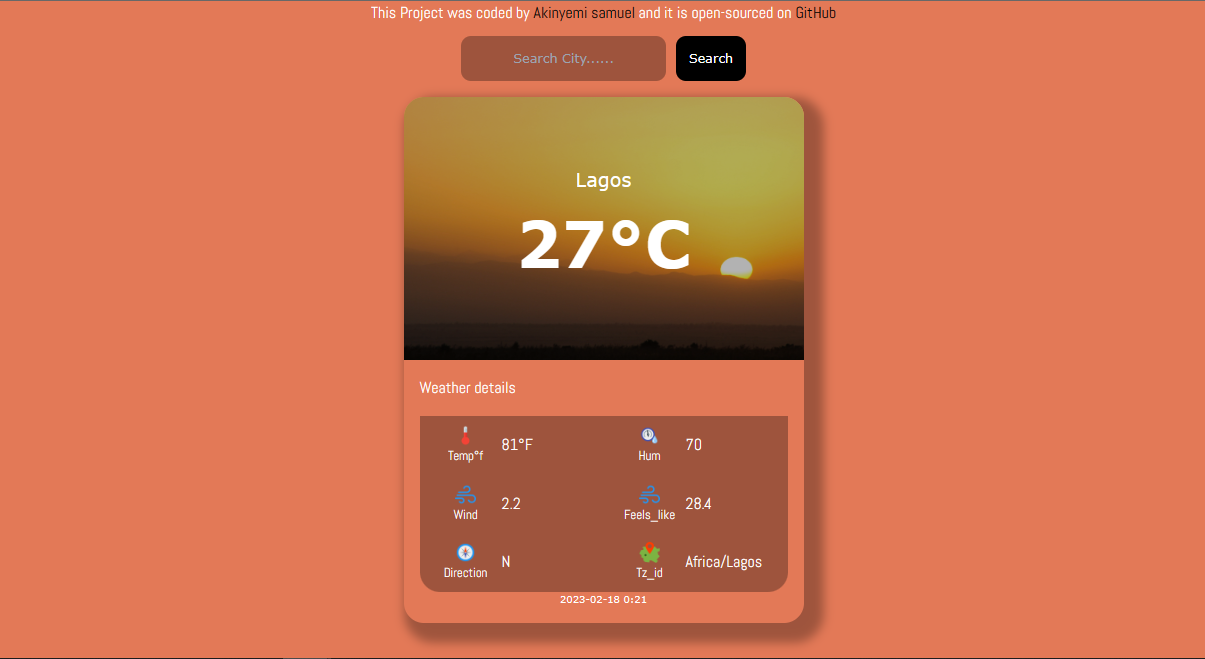 This Project was coded by Akinyemi samuel and it is open-sourced on GitHub
Search City......
Search
Lagos
27°C
Weather details
81°F
Temp°f
70
Hum
2.2
Wind
28.4
Feels_like
N
Direction
Africa/Lagos
Tz_id
2023-02-18 0:21